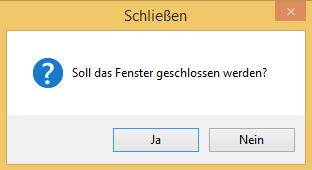 Schließen
Soll das Fenster geschlossen werden?
Ja
Nein